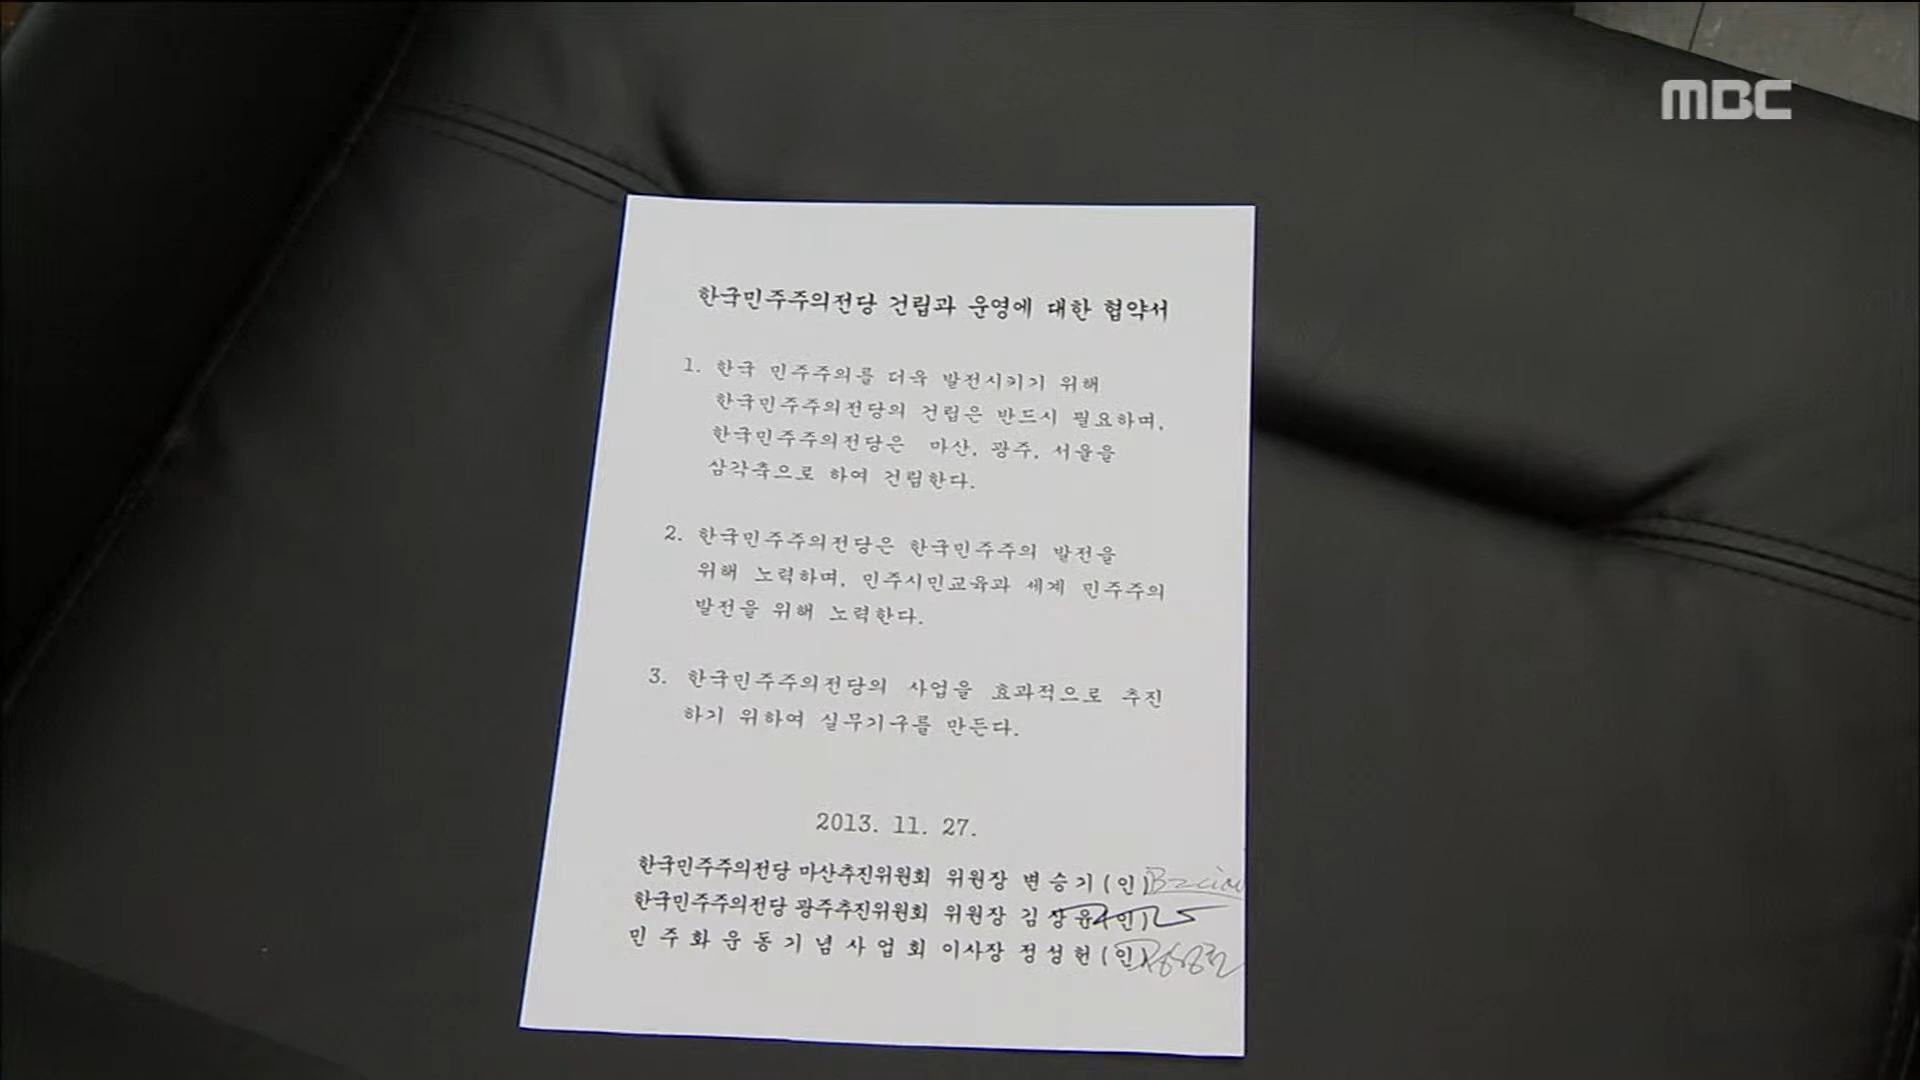 MBC
한국민주주의전당 건립과 운영에 대한 협약서
1. 한국 민주주의를 더욱 발전시키기 위해
한국민주주의전당의 건립은 반드시 필요하며,
한국민주주의전당은 마산, 광주, 서울을
삼각축으로 하여 건립한다.
2. 한국민주주의전당은 한국민주주의 발전을
위해 노력하며, 민주시민교육과 세계 민주주의
발전을 위해 노력한다.
3. 한국민주주의전당의 사업을 효과적으로 추진
하기 위하여 실무기구를 만든다.
2013. 11. 27.
한국민주주의전당 마산추진위원회 위원장 변승기(인)
한국민주주의전당 광주추진위원회 위원장 김장윤(인)
민주화운동기념사업회 이사장 정성헌(인)